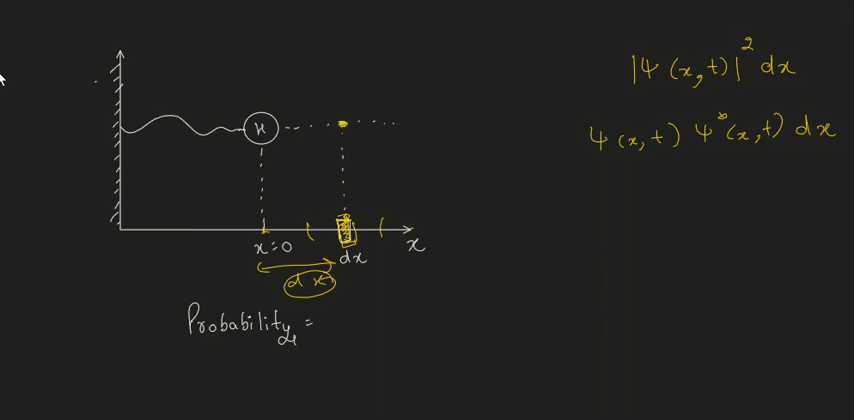 |Ψ(x,t)|² dx
Ψ(x,t) Ψ*(x,t) dx
x
x=0
dx
dx
Probability =